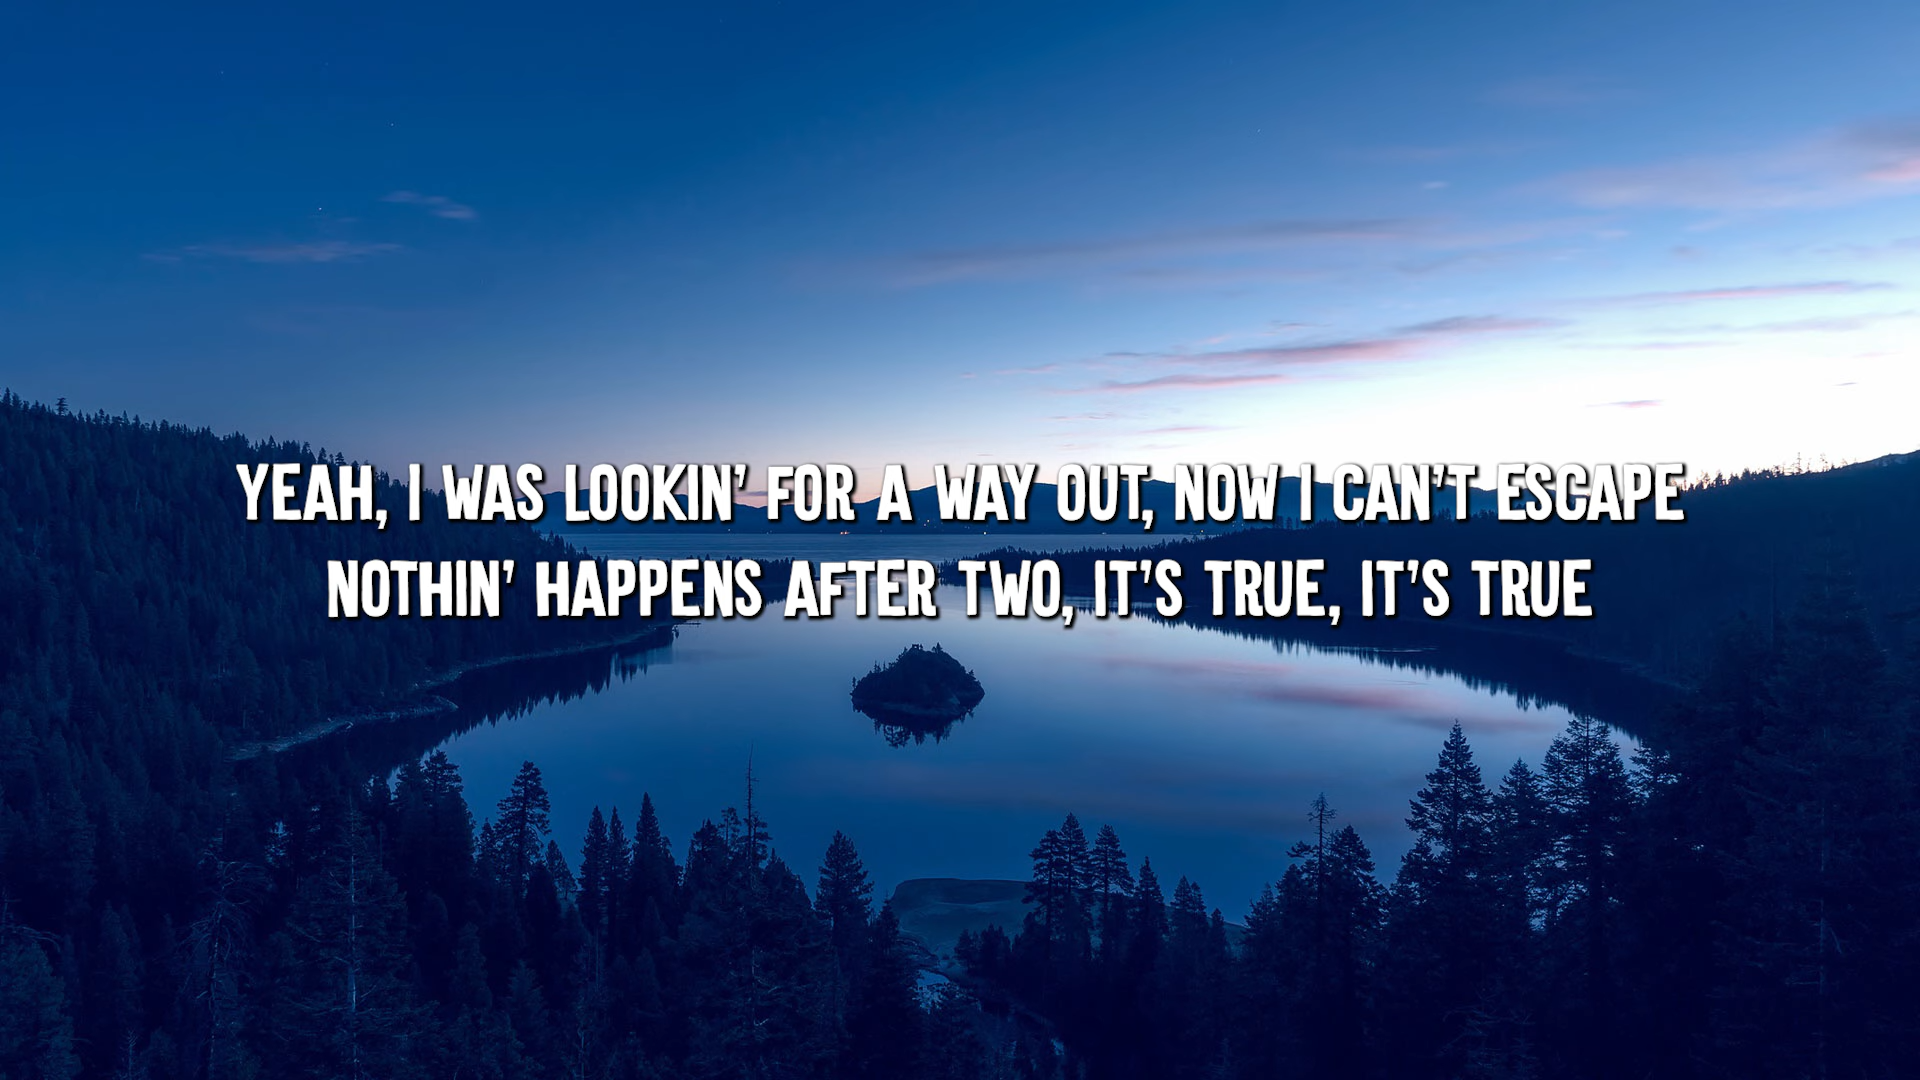 YEAH, I WAS LOOKIN' FOR A WAY OUT, NOW I CAN'T ESCAPE
NOTHIN' HAPPENS AFTER TWO, IT'S TRUE, IT'S TRUE